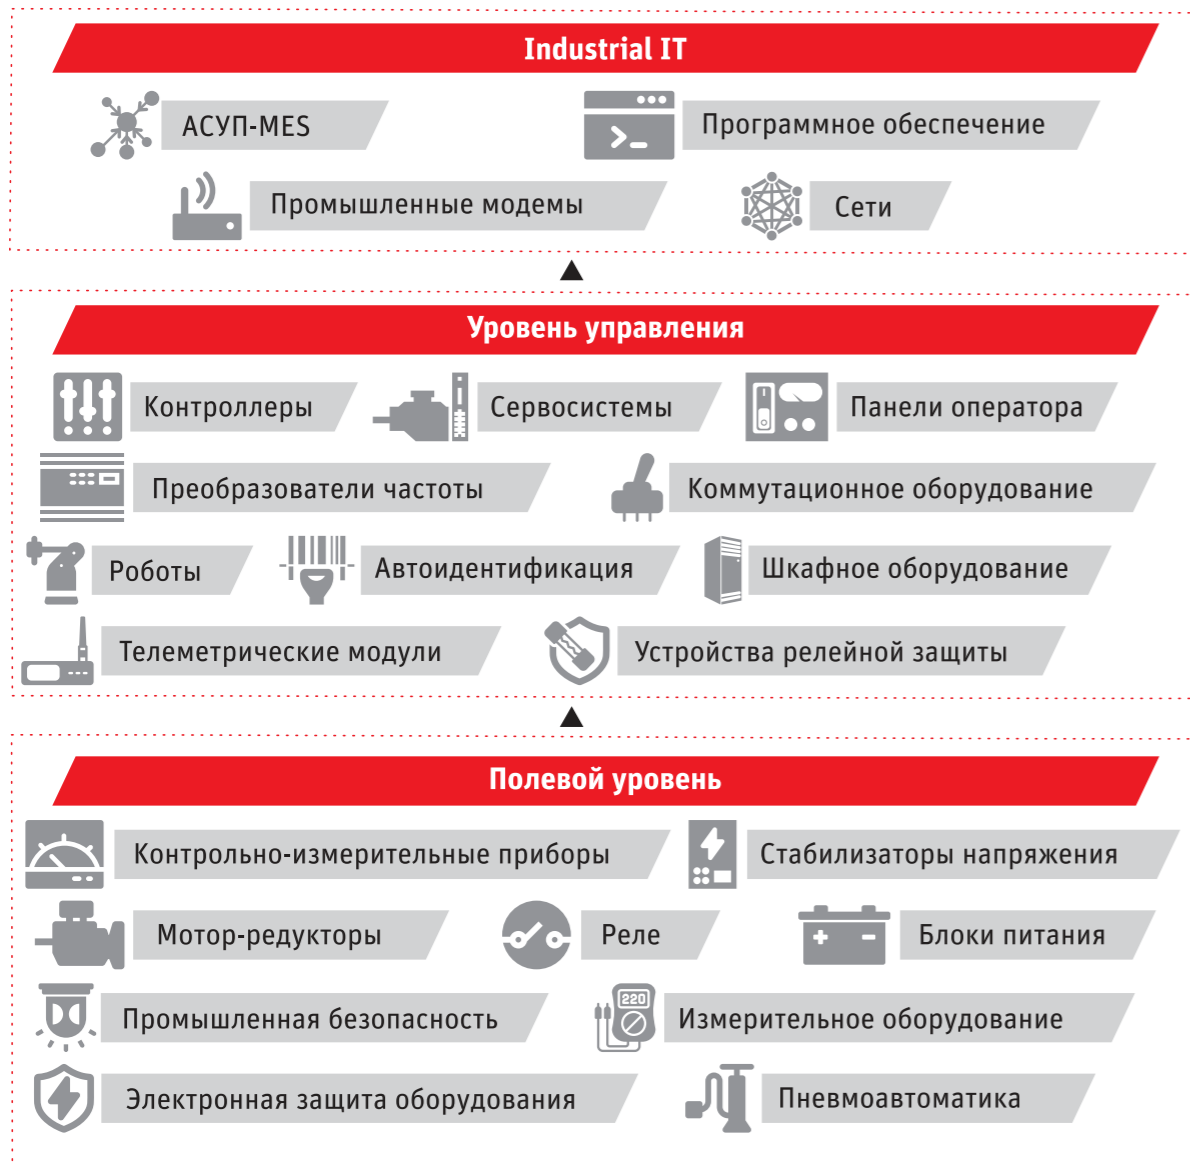 Industrial IT
АСУП-MES
Программное обеспечение
Промышленные модемы
Сети
Уровень управления
Контроллеры
Сервосистемы
Панели оператора
Преобразователи частоты
Коммутационное оборудование
Роботы
Автоидентификация
Шкафное оборудование
Телеметрические модули
Устройства релейной защиты
Полевой уровень
Контрольно-измерительные приборы
Стабилизаторы напряжения
Мотор-редукторы
Реле
Блоки питания
Промышленная безопасность
220
Измерительное оборудование
Электронная защита оборудования
Пневмоавтоматика